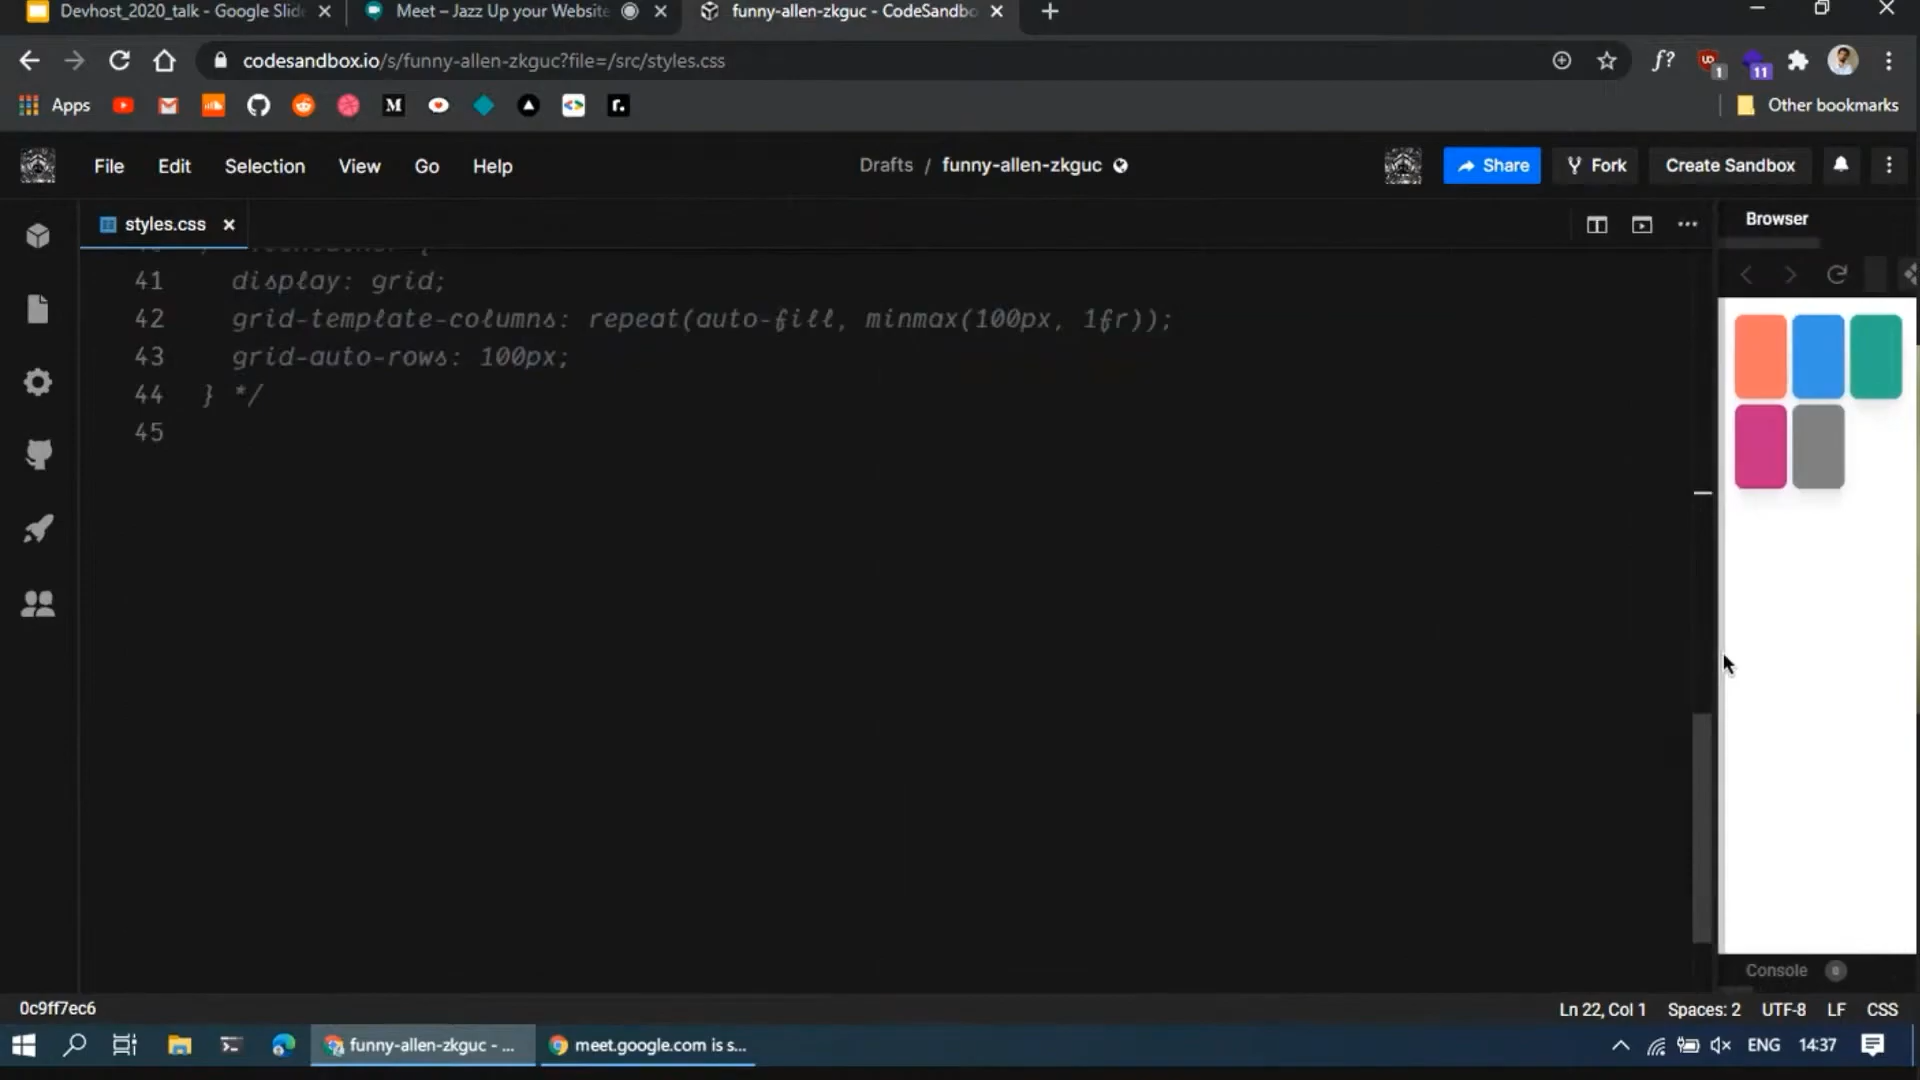 Devhost_2020_talk - Google Slide
Meet – Jazz Up your Website
funny-allen-zkguc - CodeSandbo
codesandbox.io/s/funny-allen-zkguc?file=/src/styles.css
f?
1
11
Apps
M
r.
Other bookmarks
File
Edit
Selection
View
Go
Help
Drafts / funny-allen-zkguc
Share
Fork
Create Sandbox
styles.css
Browser
41 display: grid;
42 grid-template-columns: repeat(auto-fill, minmax(100px, 1fr));
43 grid-auto-rows: 100px;
44 } */
45
Console
0c9ff7ec6
Ln 22, Col 1
Spaces: 2
UTF-8
LF
CSS
funny-allen-zkguc - ...
meet.google.com is s...
ENG
14:37